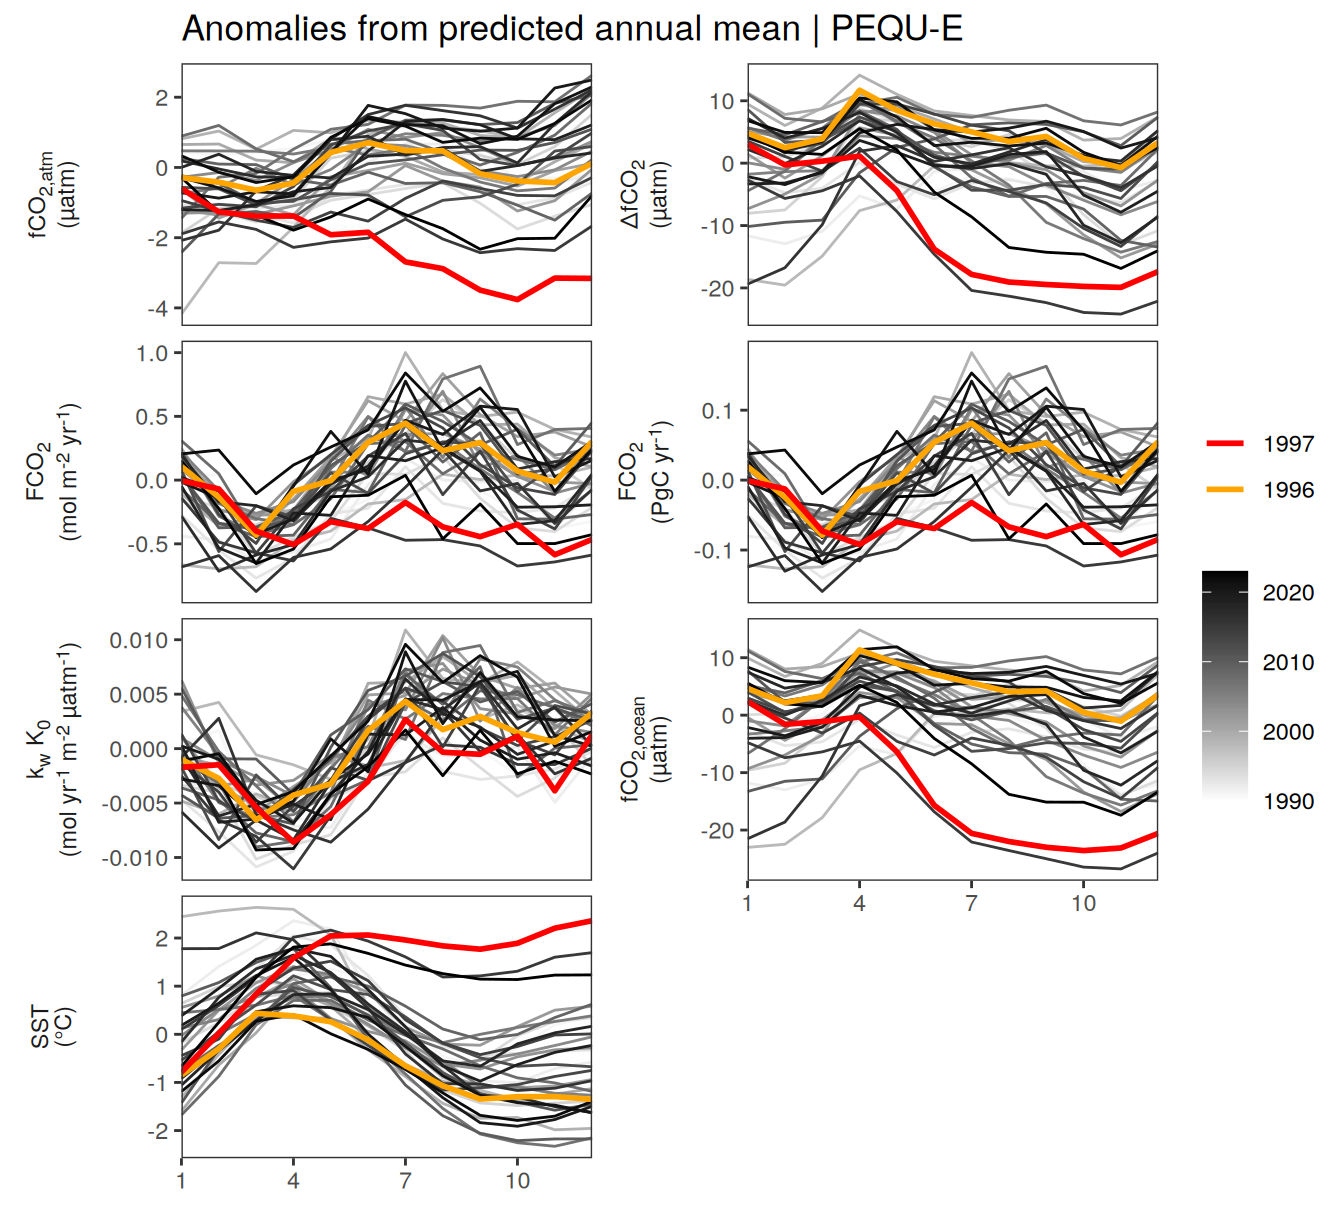 Anomalies from predicted annual mean | PEQU-E
fCO2,atm
(µatm)
2
0
-2
-4
ΔfCO2
(µatm)
10
0
-10
-20
FCO2
(mol m-2 yr-1)
1.0
0.5
0.0
-0.5
FCO2
(PgC yr-1)
0.1
0.0
-0.1
kw K0
(mol yr-1 m-2 µatm-1)
0.010
0.005
0.000
-0.005
-0.010
fCO2,ocean
(µatm)
10
0
-10
-20
1 4 7 10
SST
(°C)
2
1
0
-1
-2
1 4 7 10
1997
1996
2020
2010
2000
1990